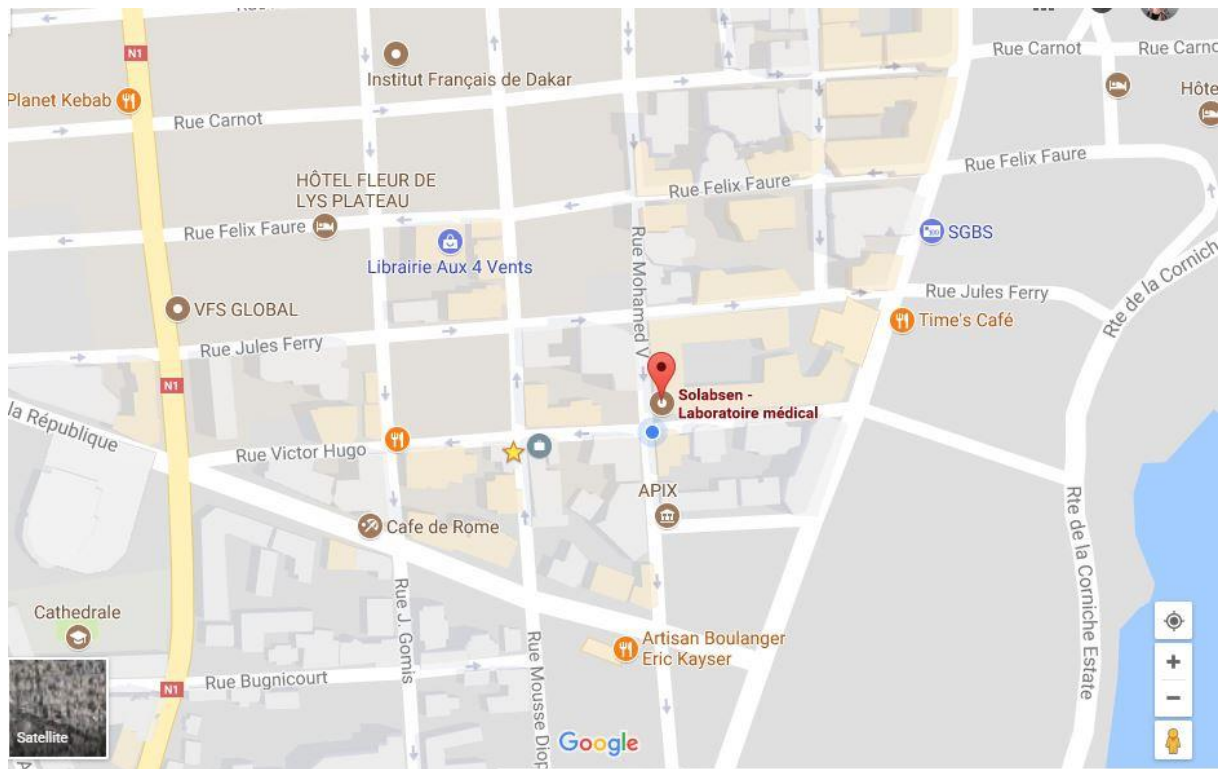 N1
Institut Français de Dakar
Rue Carnot
Rue Carno
Planet Kebab
Hôte
Rue Carnot
Rue Felix Faure
HÔTEL FLEUR DE
LYS PLATEAU
Rue Felix Faure
Rue Felix Faure
SGBS
Librairie Aux 4 Vents
Rue Mohamed V
Rte de la Cornich
VFS GLOBAL
Rue Jules Ferry
Time's Café
Rue Jules Ferry
N1
Solabsen -
Laboratoire médical
la République
Rue Victor Hugo
APIX
Cafe de Rome
Rte de la Corniche Estate
Rue J. Gomis
Cathedrale
Rue Mousse Diop
Artisan Boulanger
Eric Kayser
N1
Rue Bugnicourt
Satellite
Google